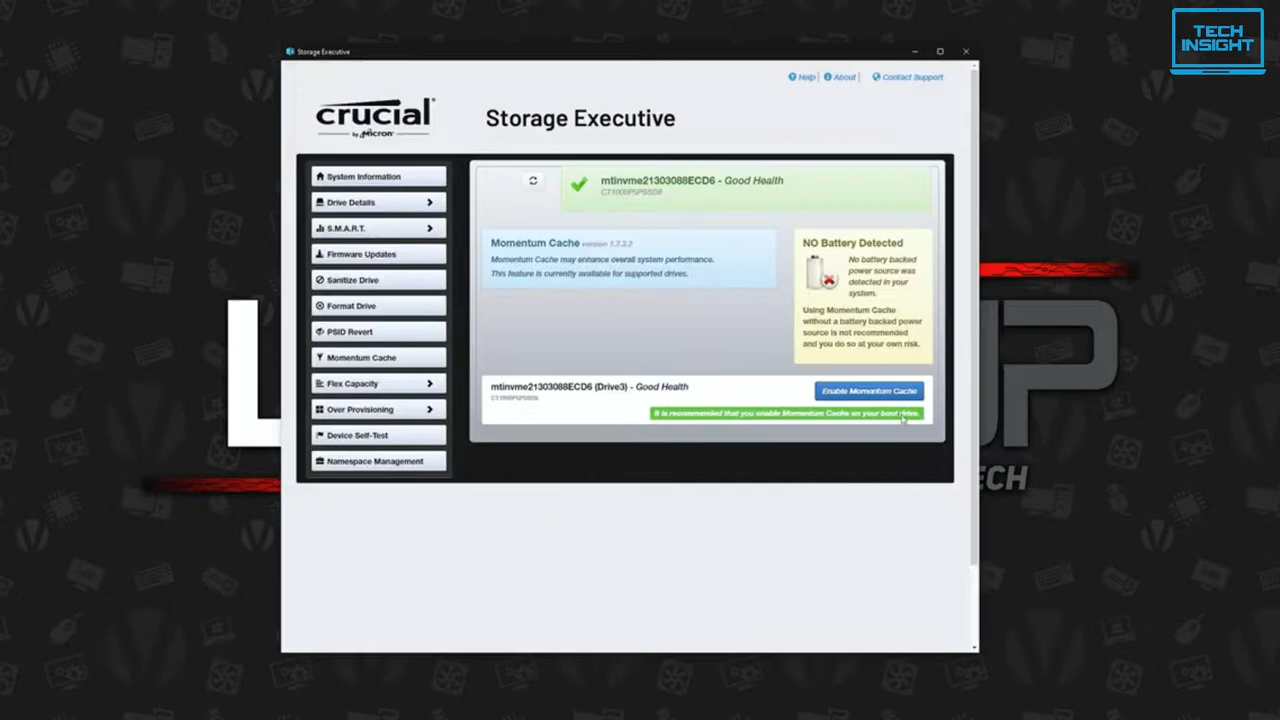 TECH
INSIGHT
Storage Executive
Help
About
Contact Support
crucial
by Micron
Storage Executive
System Information
Drive Details
S.M.A.R.T.
Firmware Updates
Sanitize Drive
Format Drive
PSID Revert
Momentum Cache
Flex Capacity
Over Provisioning
Device Self-Test
Namespace Management
mtinvme21303088ECD6 - Good Health
CT1000P5PSSD8
Momentum Cache version 1.7.3.2
Momentum Cache may enhance overall system performance.
This feature is currently available for supported drives.
NO Battery Detected
No battery backed
power source was
detected in your
system.
Using Momentum Cache
without a battery backed power
source is not recommended
and you do so at your own risk.
mtinvme21303088ECD6 (Drive3) - Good Health
CT1000P5PSSD8
Enable Momentum Cache
It is recommended that you enable Momentum Cache on your boot drive.